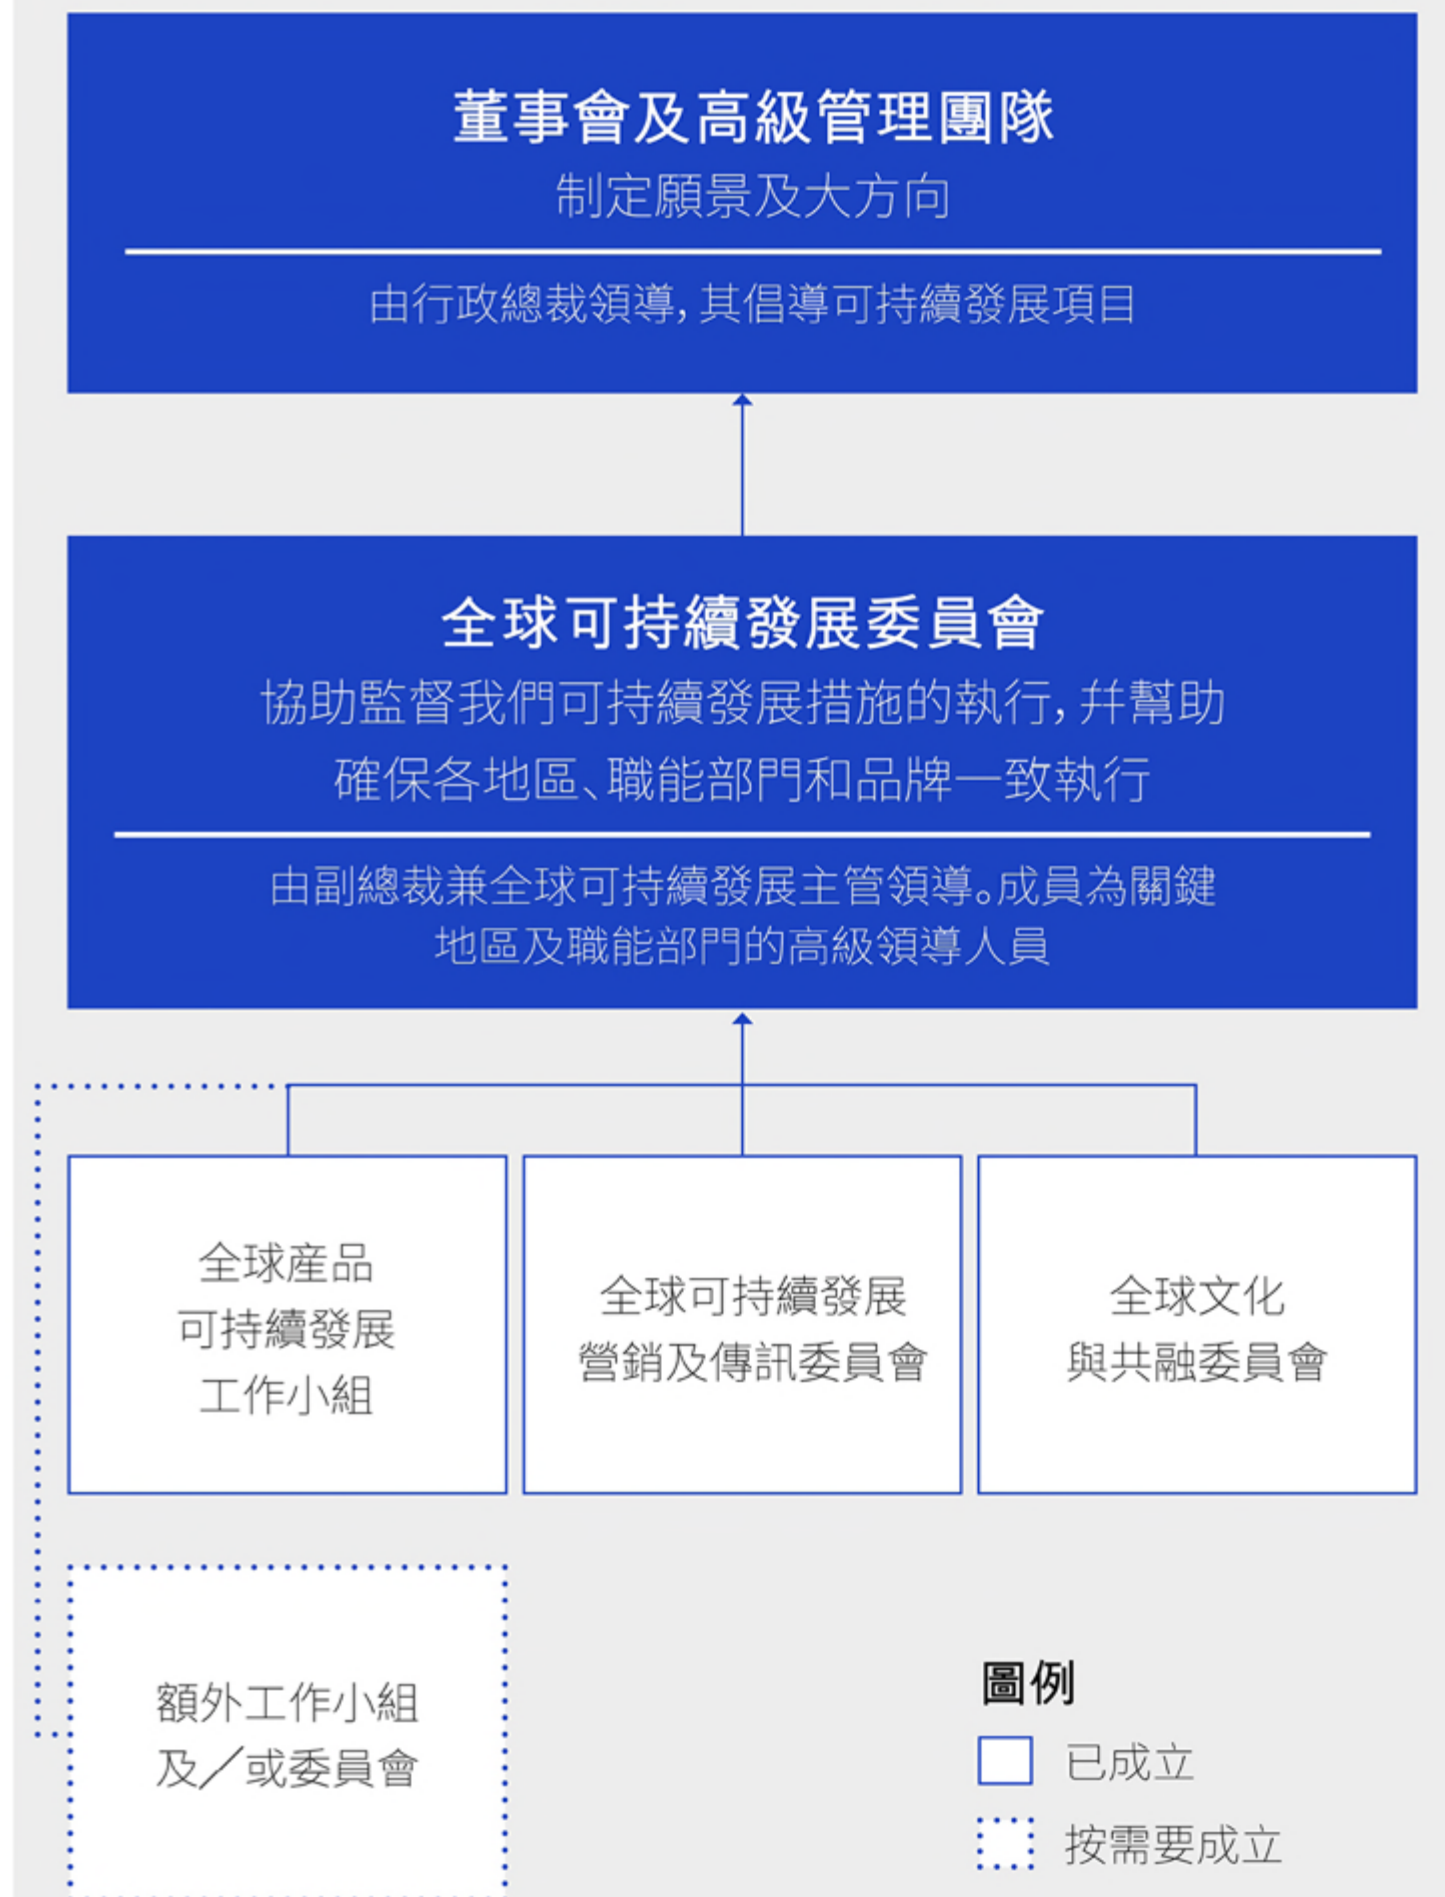 董事會及高級管理團隊
制定願景及大方向
由行政總裁領導，其倡導可持續發展項目
全球可持續發展委員會
協助監督我們可持續發展措施的執行，幷幫助
確保各地區、職能部門和品牌一致執行
由副總裁兼全球可持續發展主管領導。成員為關鍵
地區及職能部門的高級領導人員
全球産品
可持續發展
工作小組
全球可持續發展
營銷及傳訊委員會
全球文化
與共融委員會
額外工作小組
及／或委員會
圖例
已成立
按需要成立